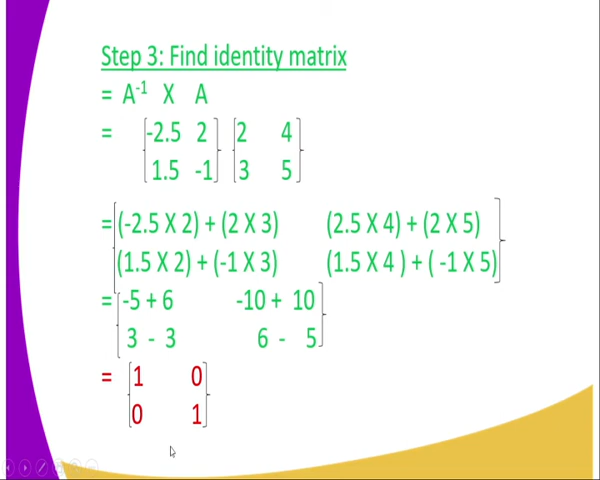 Step 3: Find identity matrix
= A⁻¹ X A
= -2.5 2 2 4
1.5 -1 3 5
= (-2.5 X 2) + (2 X 3) (2.5 X 4) + (2 X 5)
(1.5 X 2) + (-1 X 3) (1.5 X 4 ) + ( -1 X 5)
= -5 + 6 -10 + 10
3 - 3 6 - 5
= 1 0
0 1